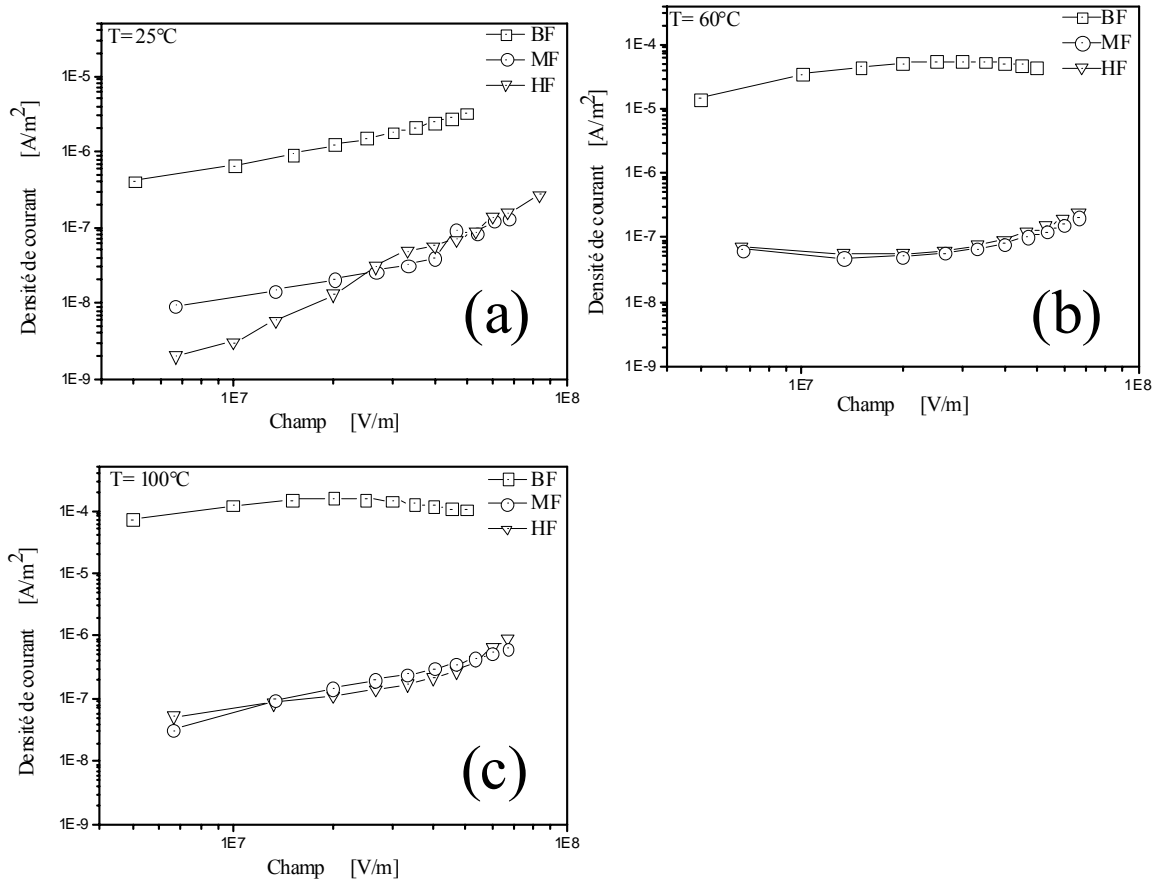 T= 25°C
BF
MF
HF
1E-5
1E-6
1E-7
1E-8
1E-9
1E7
1E8
Densité de courant [A/m²]
Champ [V/m]
(a)
T= 60°C
BF
MF
HF
1E-4
1E-5
1E-6
1E-7
1E-8
1E-9
1E7
1E8
Densité de courant [A/m²]
Champ [V/m]
(b)
T= 100°C
BF
MF
HF
1E-4
1E-5
1E-6
1E-7
1E-8
1E-9
1E7
1E8
Densité de courant [A/m²]
Champ [V/m]
(c)